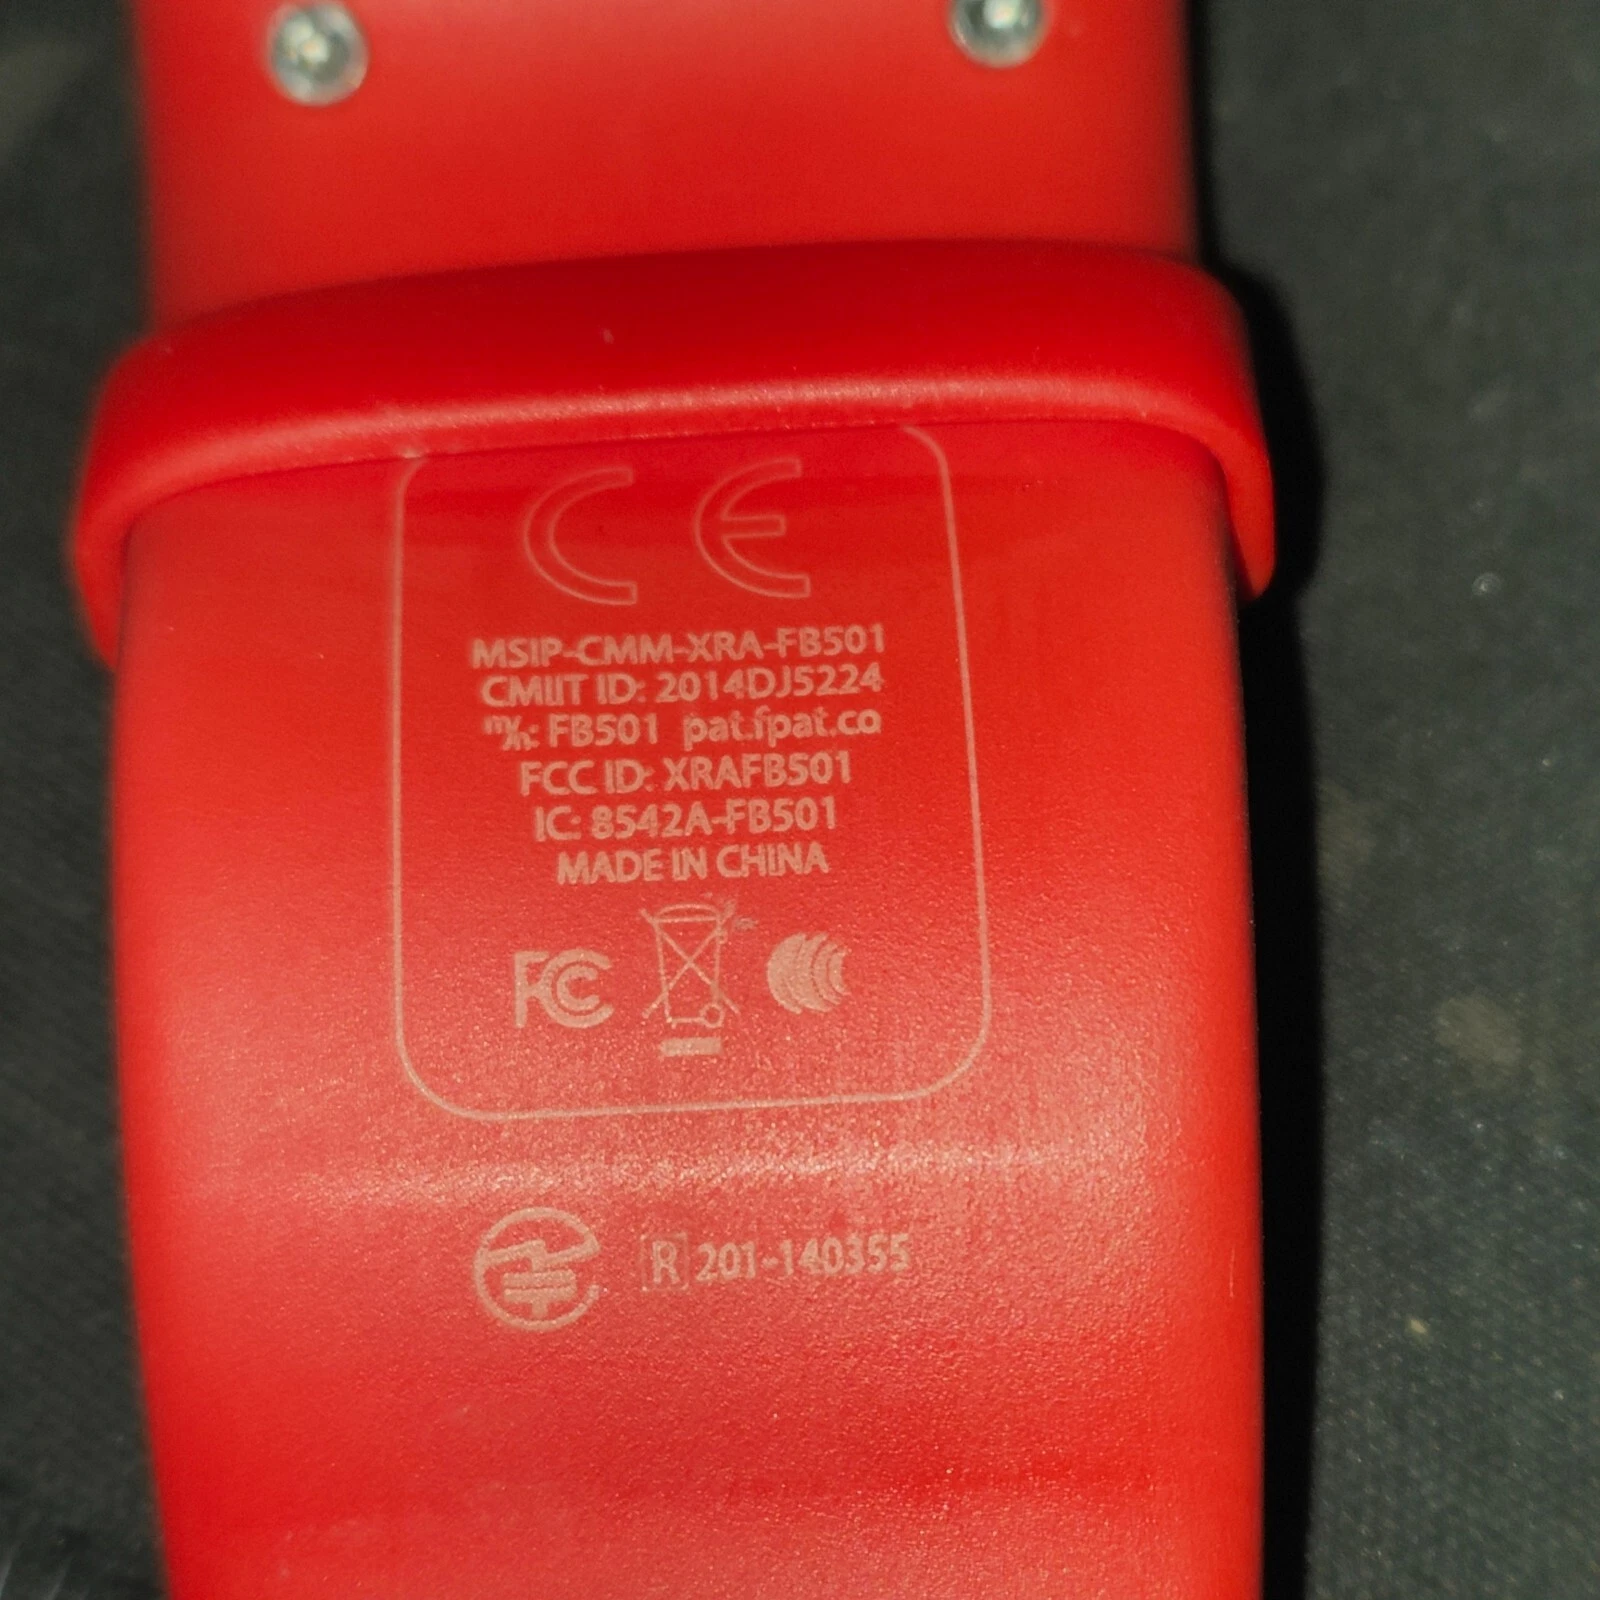 CE
MSIP-CMM-XRA-FB501
CMIIT ID: 2014DJ5224
m/n: FB501 pat.fpat.co
FCC ID: XRAFB501
IC: 8542A-FB501
MADE IN CHINA
FC
R 201-140355